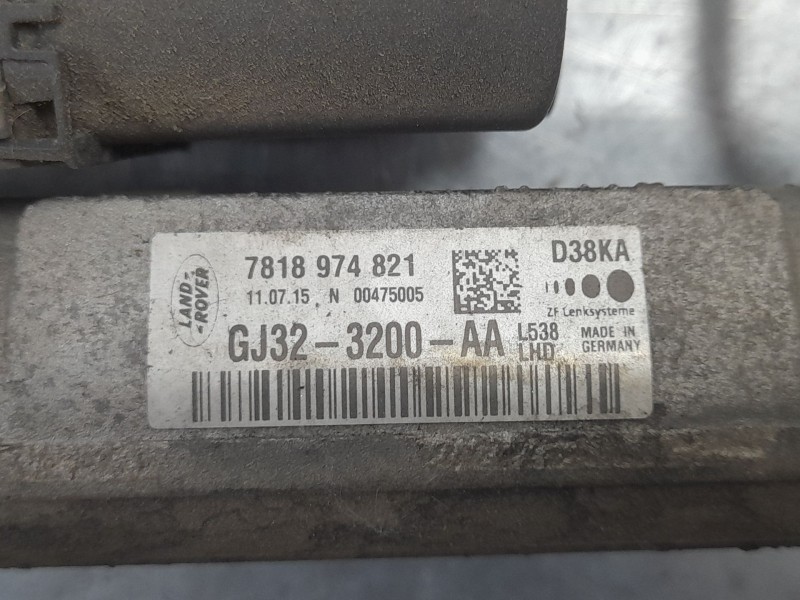 LAND-
-ROVER
7818 974 821
11.07.15 N 00475005
D38KA
ZF Lenksysteme
GJ32-3200-AA
L538
LHD
MADE IN
GERMANY